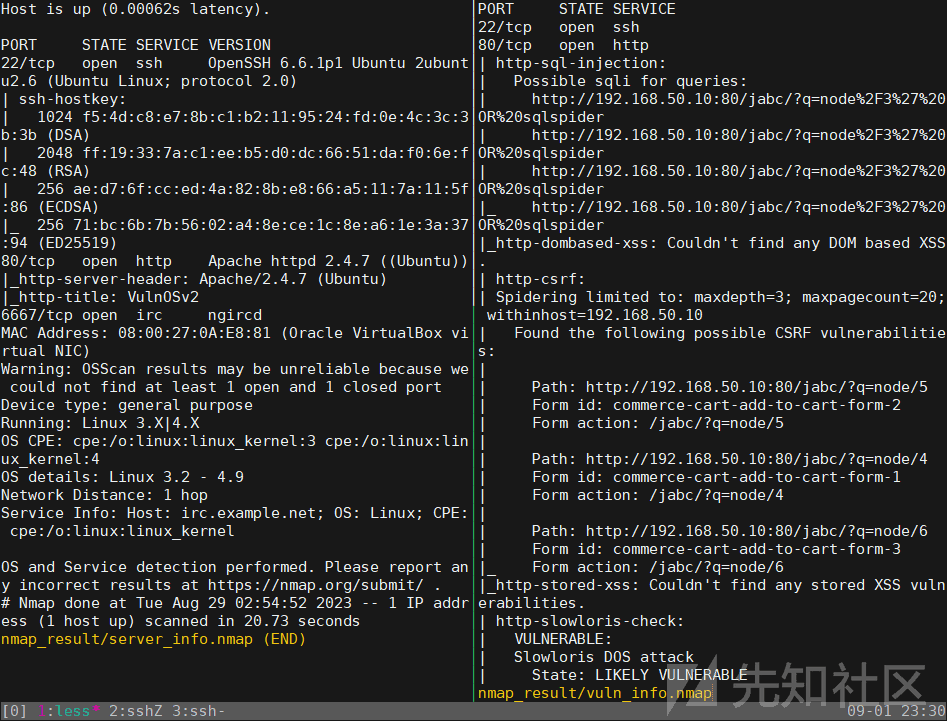 Host is up (0.00062s latency).
PORT     STATE SERVICE VERSION
22/tcp   open  ssh     OpenSSH 6.6.1p1 Ubuntu 2ubunt
u2.6 (Ubuntu Linux; protocol 2.0)
| ssh-hostkey:
|   1024 f5:4d:c8:e7:8b:c1:b2:11:95:24:fd:0e:4c:3c:3
b:3b (DSA)
|   2048 ff:19:33:7a:c1:ee:b5:d0:dc:66:51:da:f0:6e:f
c:48 (RSA)
|   256 ae:d7:6f:cc:ed:4a:82:8b:e8:66:a5:11:7a:11:5f
:86 (ECDSA)
|_  256 71:bc:6b:7b:56:02:a4:8e:ce:1c:8e:a6:1e:3a:37
:94 (ED25519)
80/tcp   open  http    Apache httpd 2.4.7 ((Ubuntu))
|_http-server-header: Apache/2.4.7 (Ubuntu)
|_http-title: VulnOSv2
6667/tcp open  irc     ngircd
MAC Address: 08:00:27:0A:E8:81 (Oracle VirtualBox vi
rtual NIC)
Warning: OSScan results may be unreliable because we
 could not find at least 1 open and 1 closed port
Device type: general purpose
Running: Linux 3.X|4.X
OS CPE: cpe:/o:linux:linux_kernel:3 cpe:/o:linux:lin
ux_kernel:4
OS details: Linux 3.2 - 4.9
Network Distance: 1 hop
Service Info: Host: irc.example.net; OS: Linux; CPE:
 cpe:/o:linux:linux_kernel
OS and Service detection performed. Please report an
y incorrect results at https://nmap.org/submit/ .
# Nmap done at Tue Aug 29 02:54:52 2023 -- 1 IP addr
ess (1 host up) scanned in 20.73 seconds
nmap_result/server_info.nmap (END)
PORT     STATE SERVICE
22/tcp   open  ssh
80/tcp   open  http
| http-sql-injection:
|   Possible sqli for queries:
|     http://192.168.50.10:80/jabc/?q=node%2F3%27%20
OR%20sqlspider
|     http://192.168.50.10:80/jabc/?q=node%2F3%27%20
OR%20sqlspider
|     http://192.168.50.10:80/jabc/?q=node%2F3%27%20
OR%20sqlspider
|_    http://192.168.50.10:80/jabc/?q=node%2F3%27%20
OR%20sqlspider
|_http-dombased-xss: Couldn't find any DOM based XSS
.
| http-csrf:
| Spidering limited to: maxdepth=3; maxpagecount=20;
 withinhost=192.168.50.10
|   Found the following possible CSRF vulnerabilitie
s:
|
|     Path: http://192.168.50.10:80/jabc/?q=node/5
|     Form id: commerce-cart-add-to-cart-form-2
|     Form action: /jabc/?q=node/5
|
|     Path: http://192.168.50.10:80/jabc/?q=node/4
|     Form id: commerce-cart-add-to-cart-form-1
|     Form action: /jabc/?q=node/4
|
|     Path: http://192.168.50.10:80/jabc/?q=node/6
|     Form id: commerce-cart-add-to-cart-form-3
|_    Form action: /jabc/?q=node/6
|_http-stored-xss: Couldn't find any stored XSS vuln
erabilities.
| http-slowloris-check:
|   VULNERABLE:
|   Slowloris DOS attack
|     State: LIKELY VULNERABLE
nmap_result/vuln_info.nmap
先知社区
[0] 1:less* 2:sshZ 3:ssh- 09-01 23:30